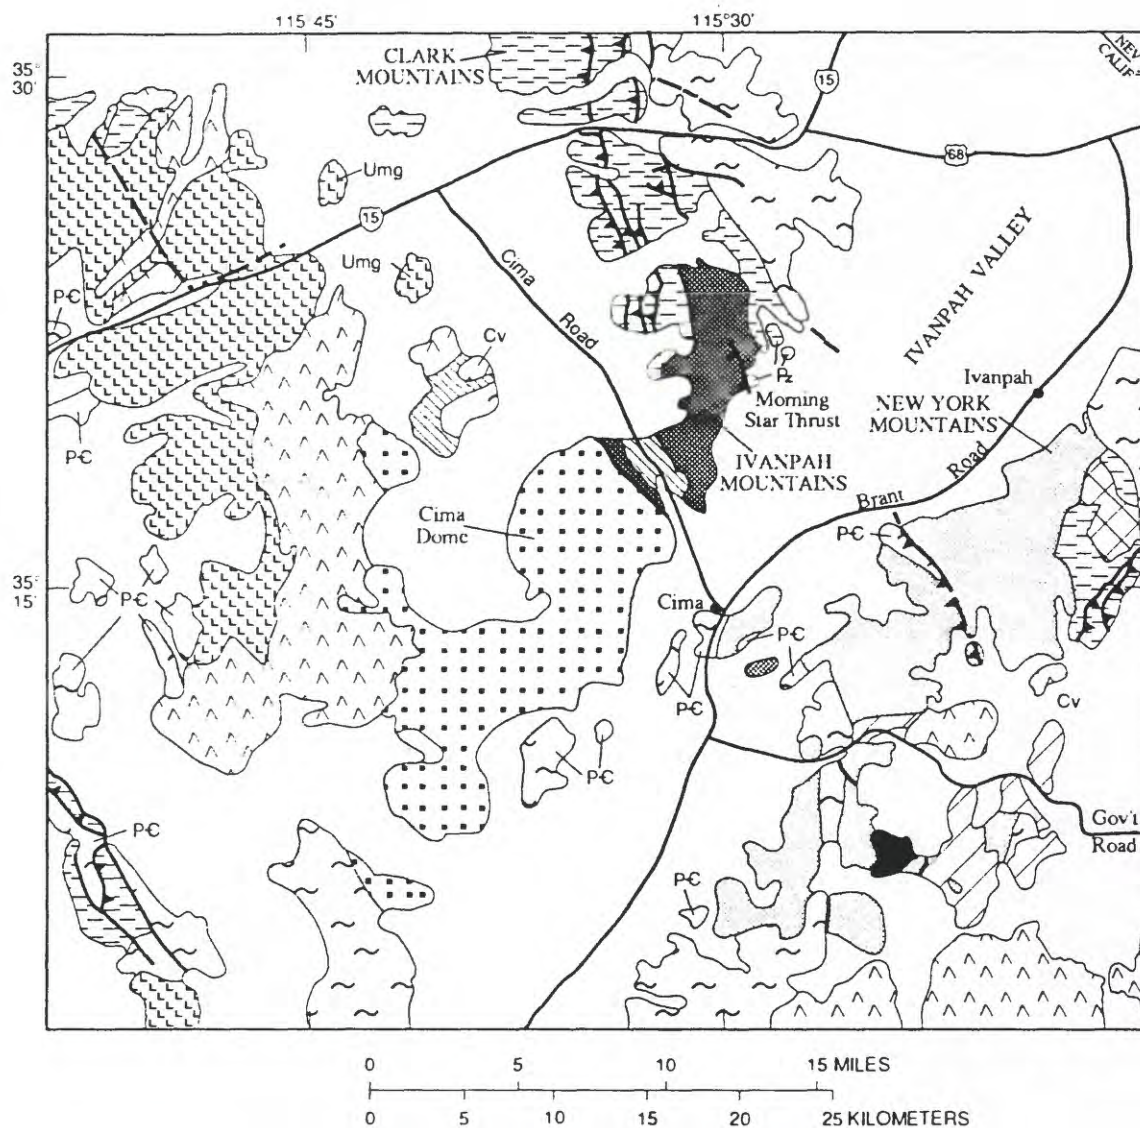 115°45'
115°30'
35°
30'
CLARK
MOUNTAINS
15
NEV
CALIF
68
Umg
15
Umg
Cima
Road
IVANPAH VALLEY
P-C
Cv
Pz
Morning
Star Thrust
Ivanpah
NEW YORK
MOUNTAINS
P-C
IVANPAH
MOUNTAINS
Road
Brant
Cima
Dome
P-C
35°
15'
P-C
Cima
P-C
P-C
Cv
P-C
P-C
Gov't
Road
P-C
0 5 10 15 MILES
0 5 10 15 20 25 KILOMETERS